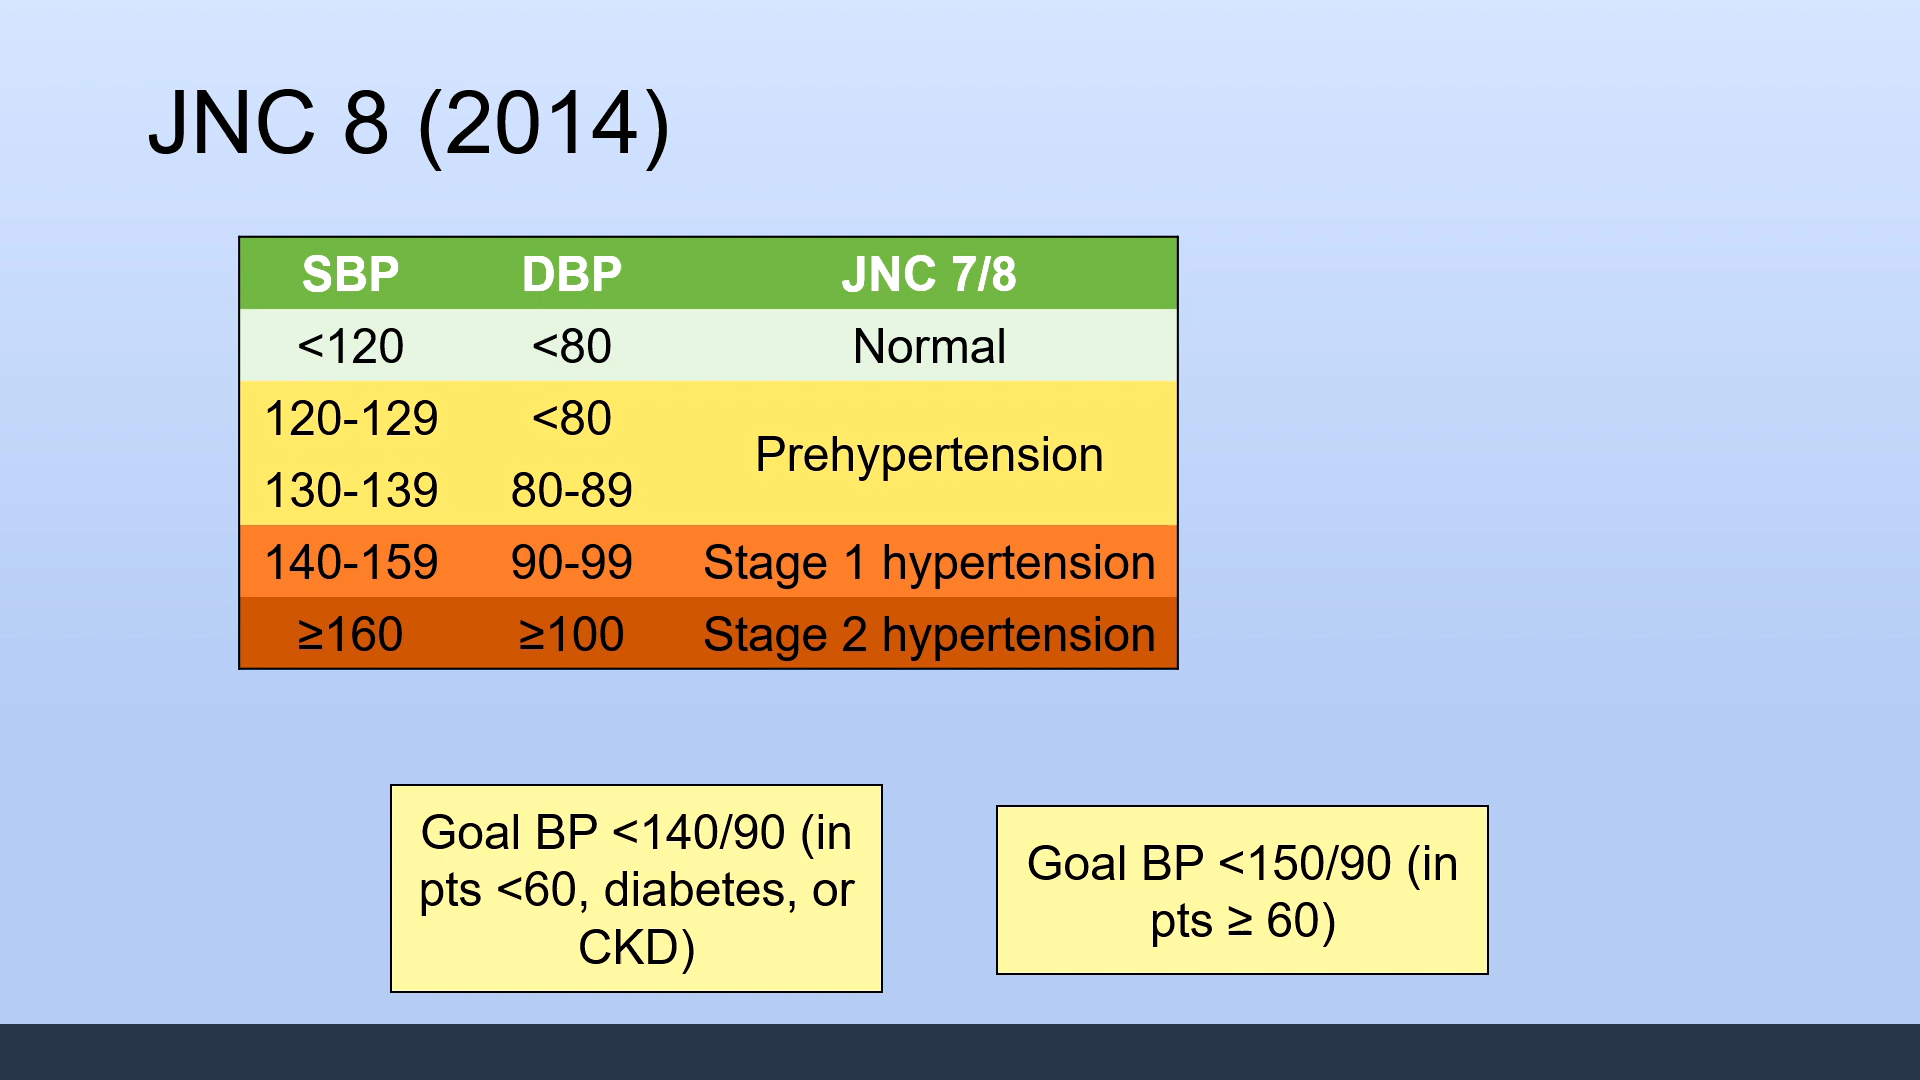 JNC 8 (2014)
SBP DBP JNC 7/8
<120 <80 Normal
120-129 <80
Prehypertension
130-139 80-89
140-159 90-99 Stage 1 hypertension
≥160 ≥100 Stage 2 hypertension
Goal BP <140/90 (in
pts <60, diabetes, or
CKD)
Goal BP <150/90 (in
pts ≥ 60)